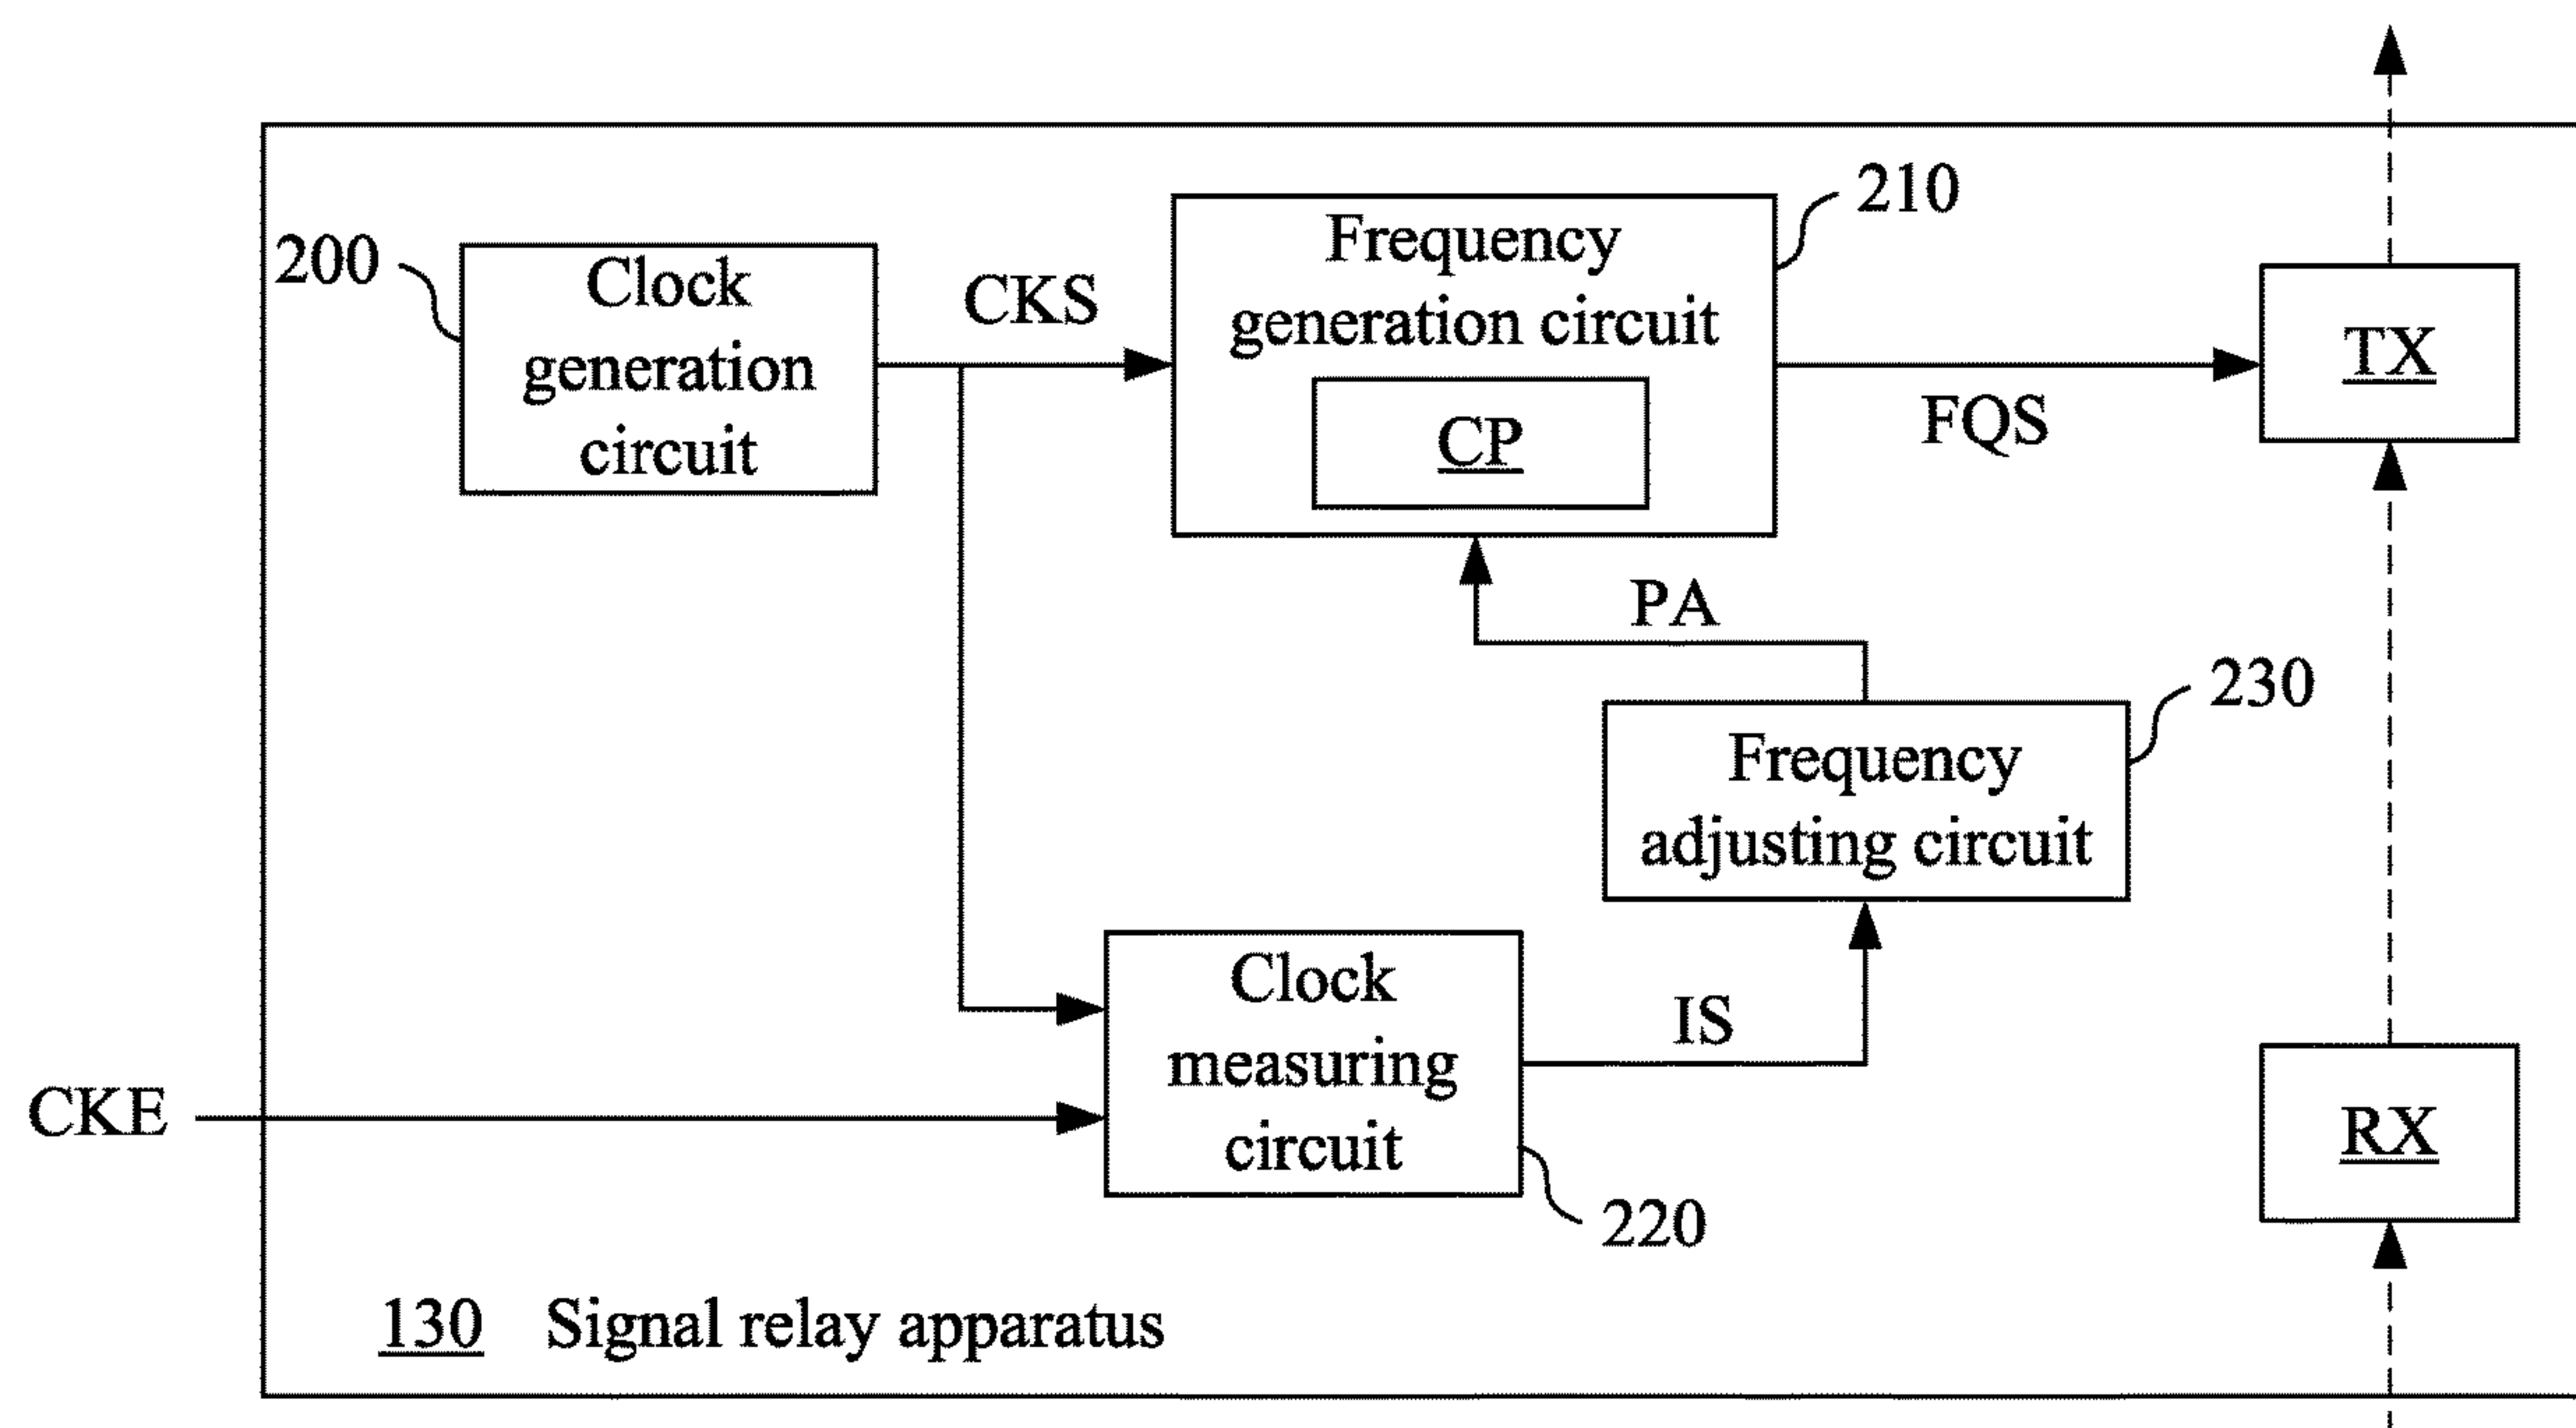 210
200
Clock
generation
circuit
CKS
Frequency
generation circuit
CP
FQS
TX
PA
230
Frequency
adjusting circuit
Clock
measuring
circuit
IS
CKE
RX
220
130 Signal relay apparatus